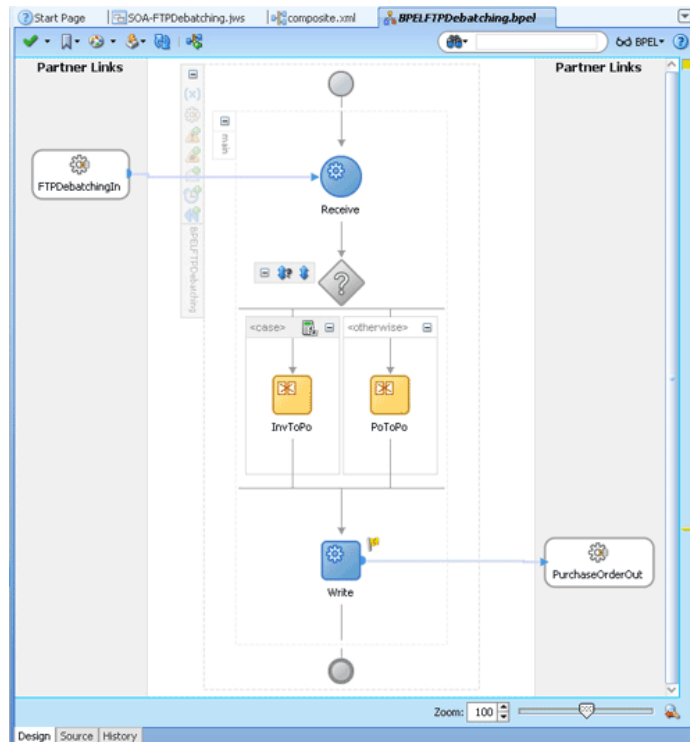 Start Page
SOA-FTPDebatching.jws
composite.xml
BPELFTPDebatching.bpel
BPEL
Partner Links
Partner Links
main
FTPDebatchingIn
Receive
BPELFTPDebatching
<case>
<otherwise>
InvToPo
PoToPo
Write
PurchaseOrderOut
Zoom: 100
Design Source History